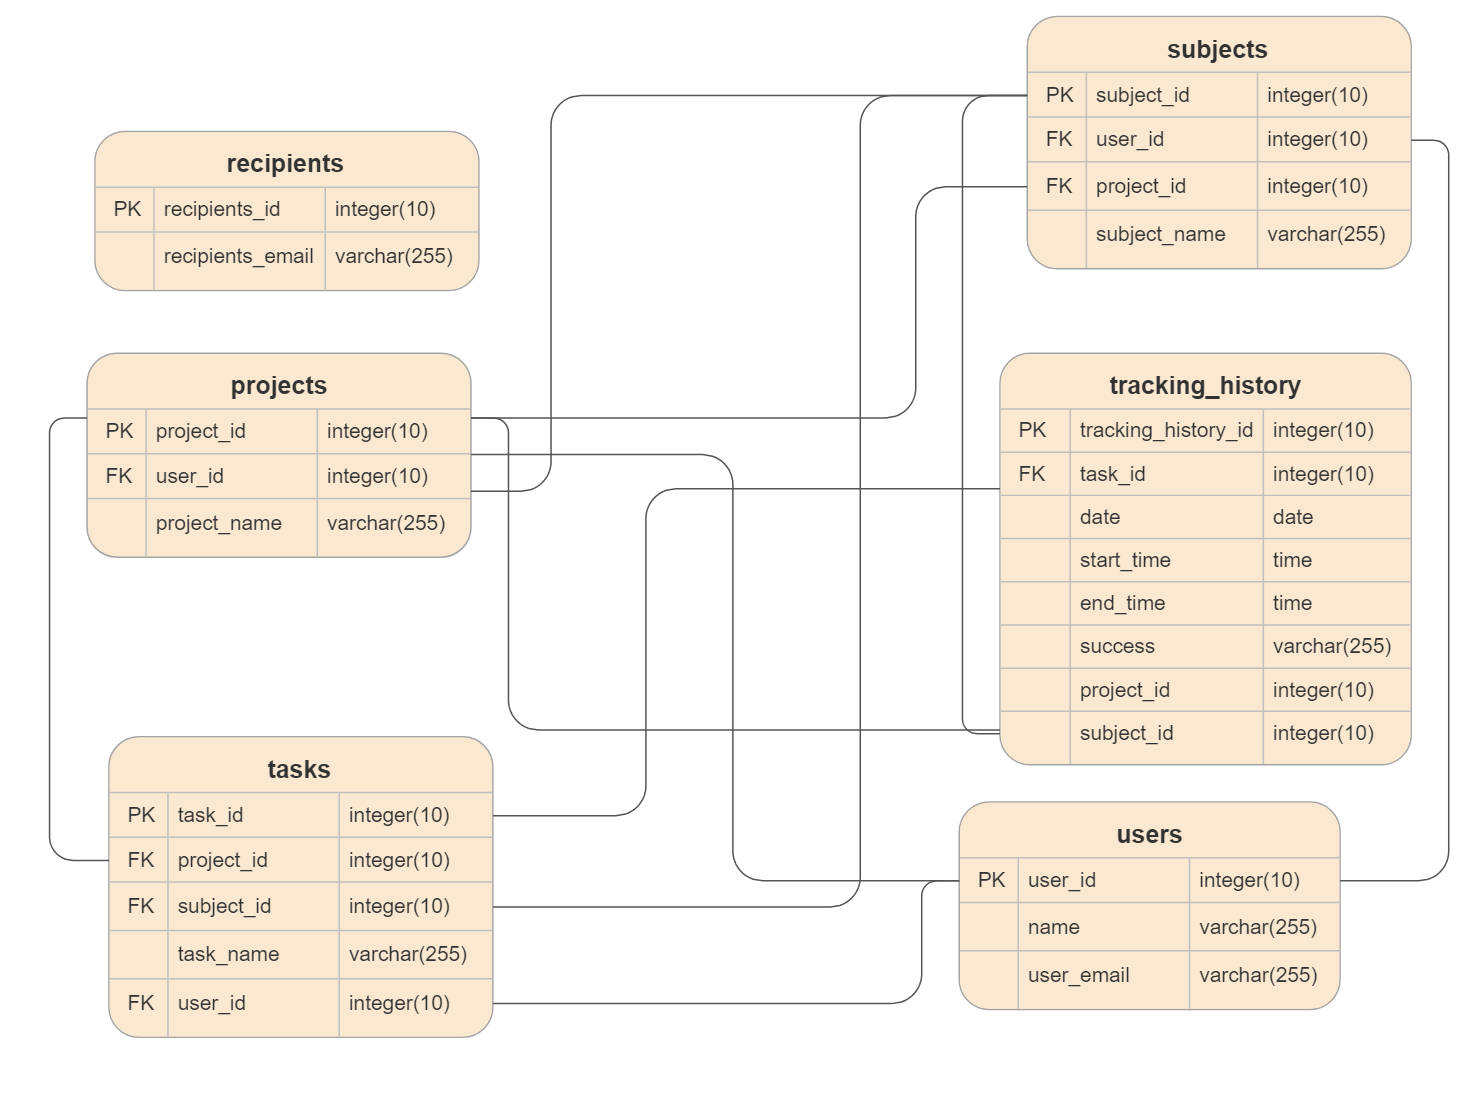 subjects
PK subject_id integer(10)
FK user_id integer(10)
FK project_id integer(10)
subject_name varchar(255)
recipients
PK recipients_id integer(10)
recipients_email varchar(255)
projects
PK project_id integer(10)
FK user_id integer(10)
project_name varchar(255)
tracking_history
PK tracking_history_id integer(10)
FK task_id integer(10)
date date
start_time time
end_time time
success varchar(255)
project_id integer(10)
subject_id integer(10)
tasks
PK task_id integer(10)
FK project_id integer(10)
FK subject_id integer(10)
task_name varchar(255)
FK user_id integer(10)
users
PK user_id integer(10)
name varchar(255)
user_email varchar(255)